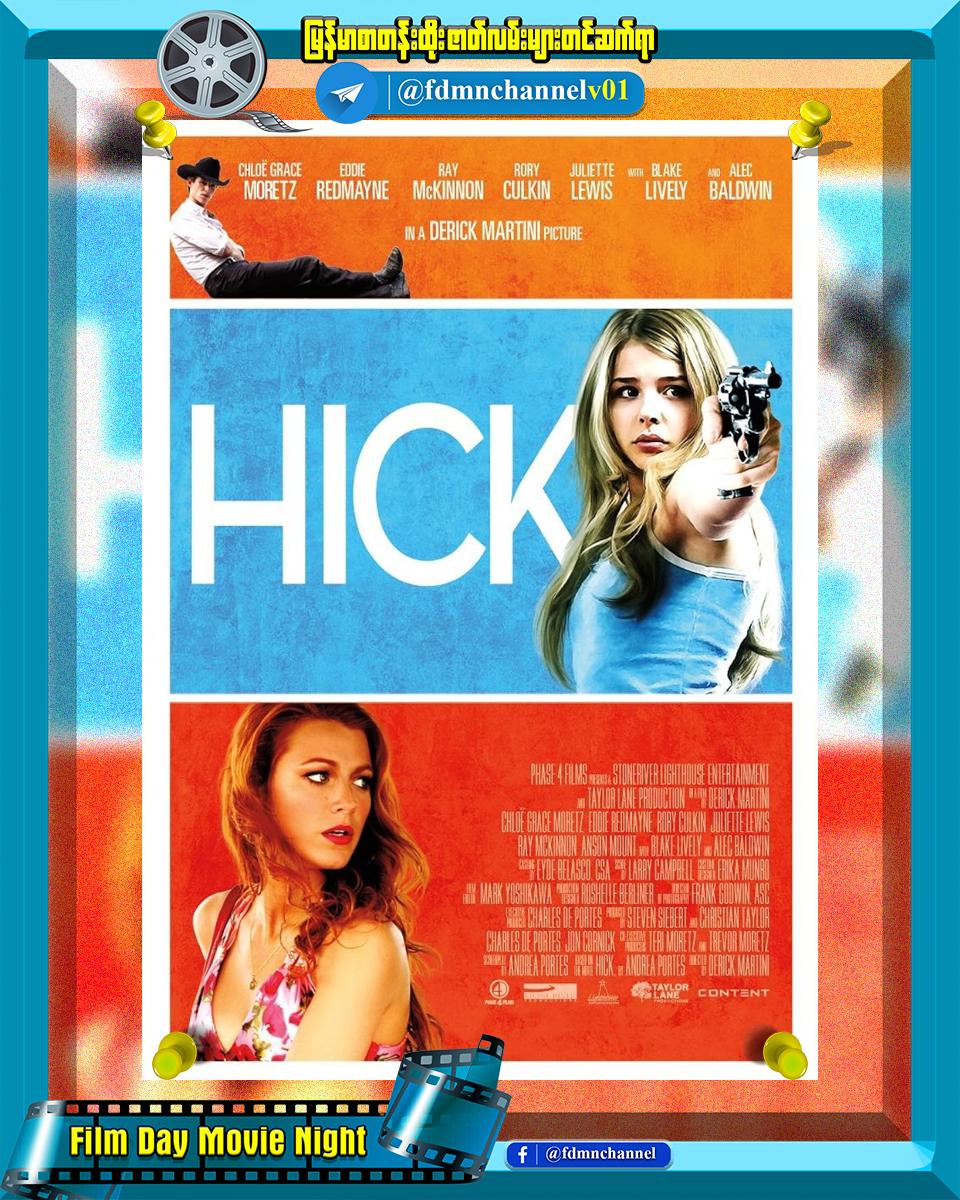 မြန်မာစာတန်းထိုးဇာတ်လမ်းများတင်ဆက်ရာ
@fdmnchannelv01
CHLOË GRACE MORETZ EDDIE REDMAYNE RAY McKINNON RORY CULKIN JULIETTE LEWIS WITH BLAKE LIVELY AND ALEC BALDWIN
IN A DERICK MARTINI PICTURE
HICK
PHASE 4 FILMS PRESENTS A STONERIVER LIGHTHOUSE ENTERTAINMENT
AND TAYLOR LANE PRODUCTION IN A FILM BY DERICK MARTINI
CHLOË GRACE MORETZ EDDIE REDMAYNE RORY CULKIN JULIETTE LEWIS
RAY MCKINNON ANSON MOUNT WITH BLAKE LIVELY AND ALEC BALDWIN
CASTING BY EYDE BELASCO, CSA LARRY CAMPBELL ERIKA MUNRO
MARK YOSHIKAWA PRODUCTION DESIGNER ROSHELLE BERLINER DIRECTOR OF PHOTOGRAPHY FRANK GODWIN, ASC
EXECUTIVE PRODUCER CHARLES DE PORTES PRODUCED BY STEVEN SIEBERT AND CHRISTIAN TAYLOR
CHARLES DE PORTES JON CORNICK CO-EXECUTIVE PRODUCERS TERI MORETZ AND TREVOR MORETZ
SCREENPLAY BY ANDREA PORTES BASED ON THE NOVEL HICK, BY ANDREA PORTES DIRECTED BY DERICK MARTINI
PHASE 4 FILMS TAYLOR LANE PRODUCTIONS CONTENT
Film Day Movie Night
@fdmnchannel